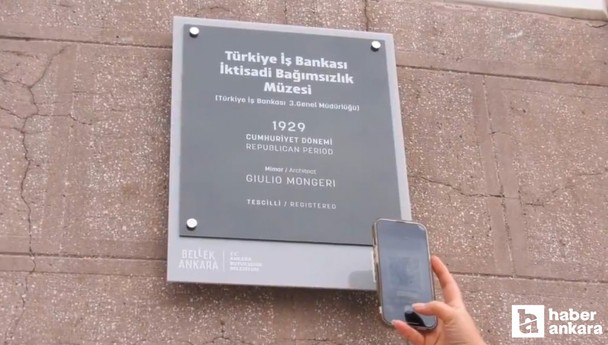 Türkiye İş Bankası
İktisadi Bağımsızlık
Müzesi
(Türkiye İş Bankası 3.Genel Müdürlüğü)
1929
CUMHURİYET DÖNEMİ
REPUBLICAN PERIOD
Mimar / Architect
GIULIO MONGERI
TESCİLLİ / REGISTERED
BELLEK
ANKARA
haber
ankara